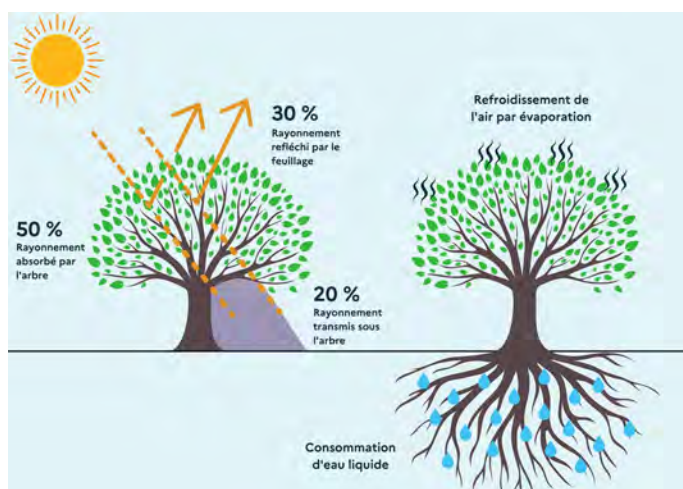 30 %
Rayonnement
refléchi par le
feuillage
50 %
Rayonnement
absorbé par
l'arbre
20 %
Rayonnement
transmis sous
l'arbre
Refroidissement de
l'air par évaporation
Consommation
d'eau liquide